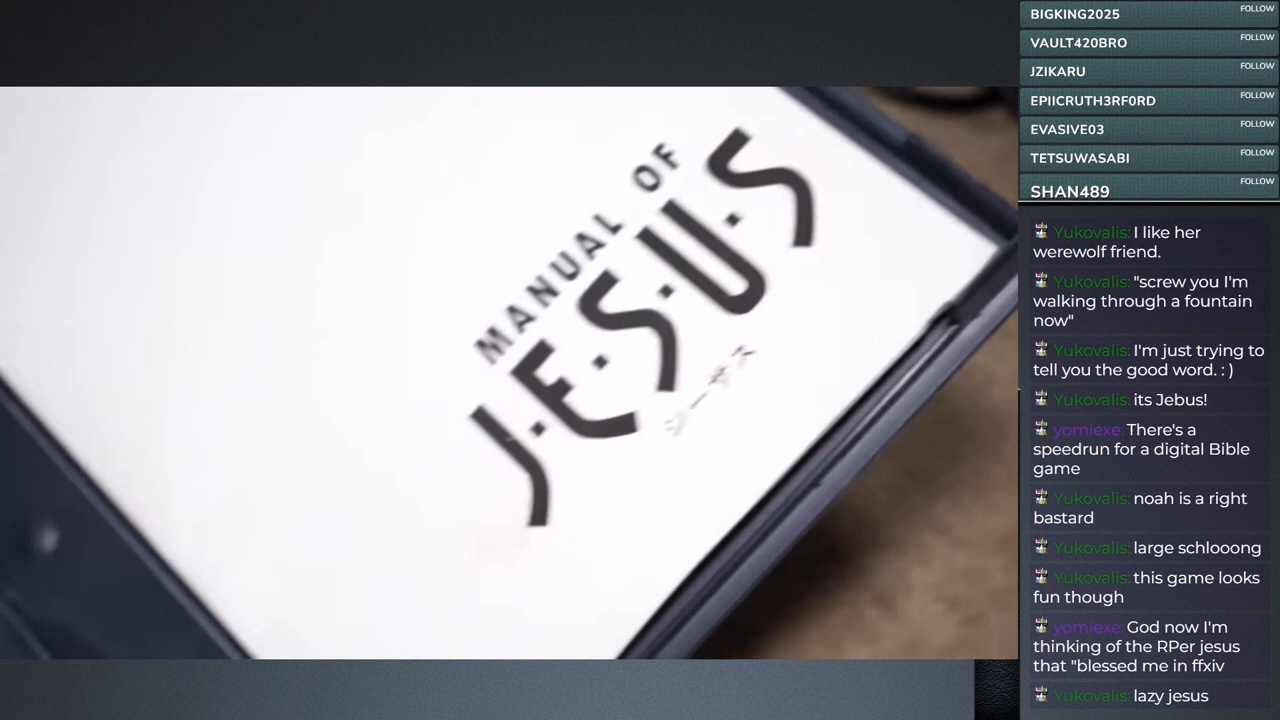 MANUAL OF
J.E.S.U.S
BIGKING2025 FOLLOW
VAULT420BRO FOLLOW
JZIKARU FOLLOW
EPIICRUTH3RF0RD FOLLOW
EVASIVE03 FOLLOW
TETSUWASABI FOLLOW
SHAN489 FOLLOW
Yukovalis: I like her
werewolf friend.
Yukovalis: "screw you I'm
walking through a fountain
now"
Yukovalis: I'm just trying to
tell you the good word. : )
Yukovalis: its Jebus!
yomiexe: There's a
speedrun for a digital Bible
game
Yukovalis: noah is a right
bastard
Yukovalis: large schlooong
Yukovalis: this game looks
fun though
yomiexe: God now I'm
thinking of the RPer jesus
that "blessed me in ffxiv
Yukovalis: lazy jesus